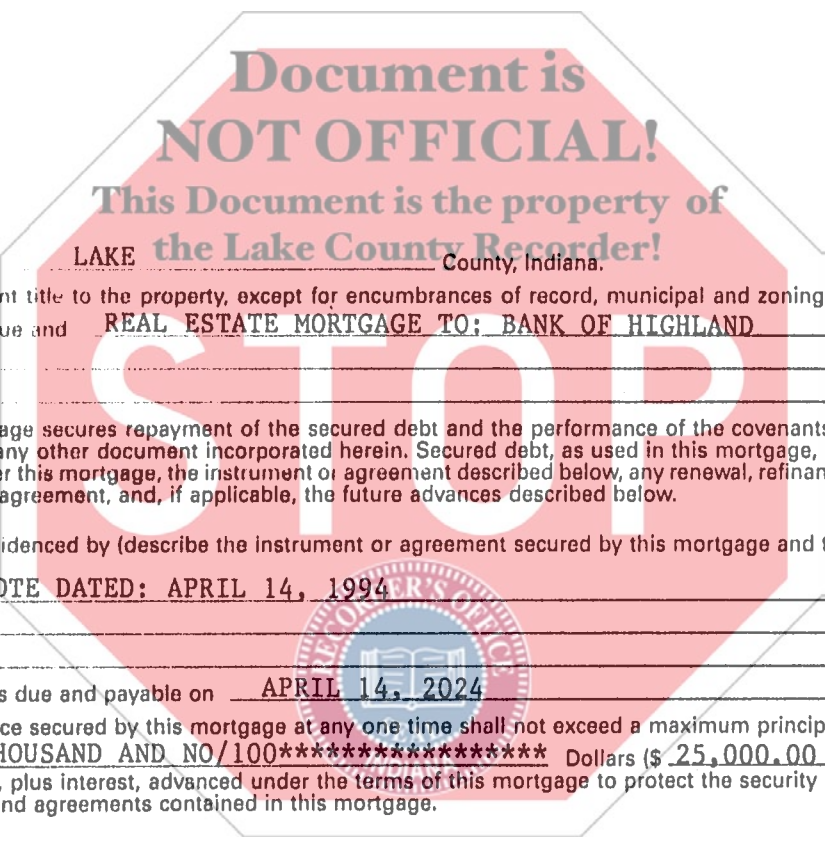 Document is
NOT OFFICIAL!
This Document is the property of
the Lake County Recorder!
LAKE County, Indiana.
nt title to the property, except for encumbrances of record, municipal and zoning
ue and REAL ESTATE MORTGAGE TO: BANK OF HIGHLAND
STOP
age secures repayment of the secured debt and the performance of the covenants
any other document incorporated herein. Secured debt, as used in this mortgage,
r this mortgage, the instrument or agreement described below, any renewal, refinan
agreement, and, if applicable, the future advances described below.
idenced by (describe the instrument or agreement secured by this mortgage and t
OTE DATED: APRIL 14, 1994
RECORDER'S OFFICE
s due and payable on APRIL 14, 2024
ce secured by this mortgage at any one time shall not exceed a maximum princip
HOUSAND AND NO/100***************** Dollars ($ 25,000.00
INDIANA
, plus interest, advanced under the terms of this mortgage to protect the security
nd agreements contained in this mortgage.